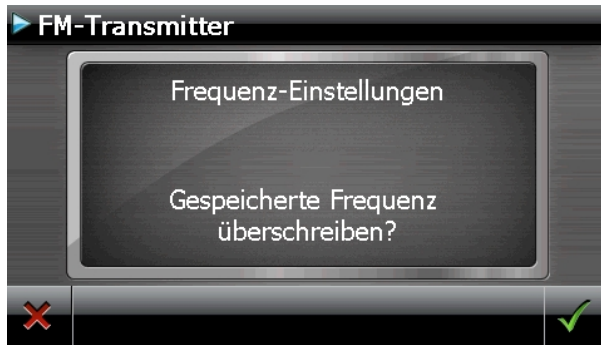 FM-Transmitter
Frequenz-Einstellungen
Gespeicherte Frequenz
überschreiben?